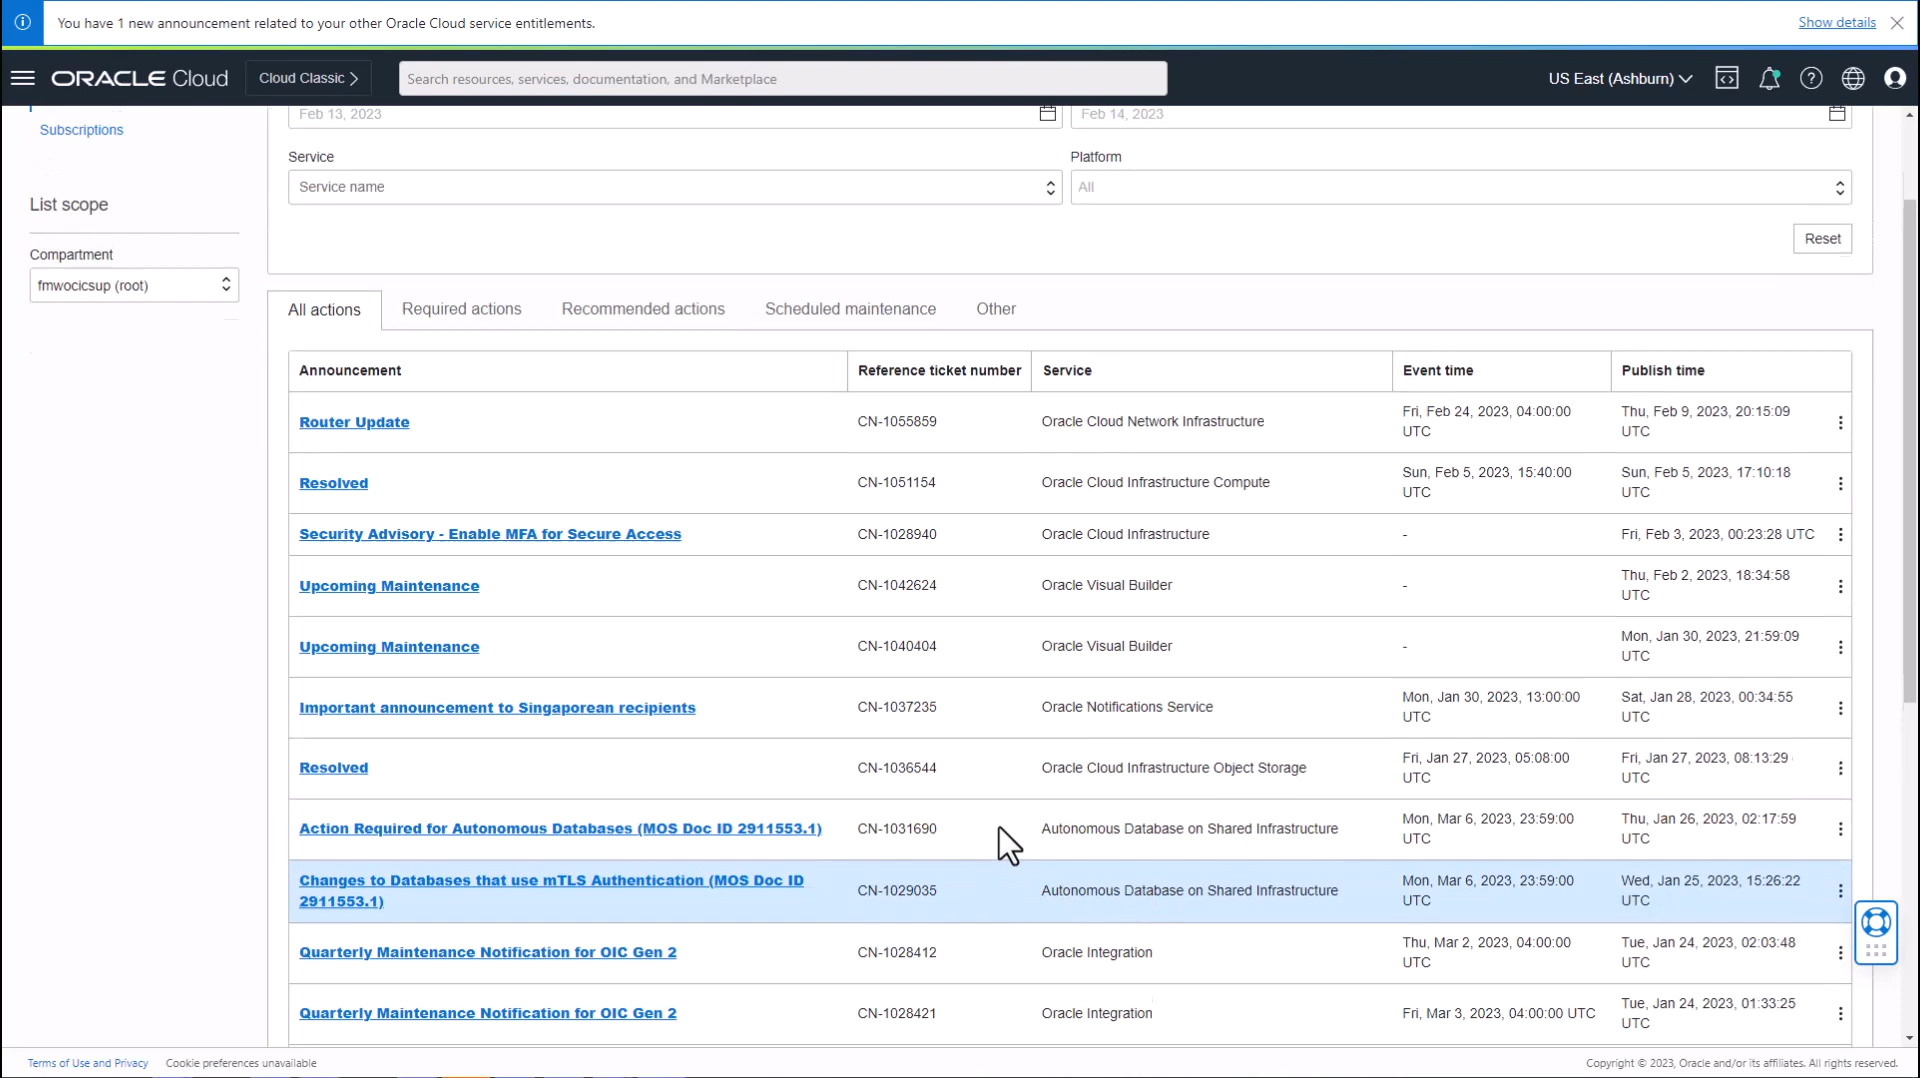 You have 1 new announcement related to your other Oracle Cloud service entitlements.
Show details
ORACLE Cloud
Cloud Classic
Search resources, services, documentation, and Marketplace
US East (Ashburn)
Subscriptions
Feb 13, 2023
Feb 14, 2023
Service
Platform
Service name
All
List scope
Reset
Compartment
fmwocicsup (root)
All actions
Required actions
Recommended actions
Scheduled maintenance
Other
Announcement
Reference ticket number
Service
Event time
Publish time
Router Update
CN-1055859
Oracle Cloud Network Infrastructure
Fri, Feb 24, 2023, 04:00:00
UTC
Thu, Feb 9, 2023, 20:15:09
UTC
Resolved
CN-1051154
Oracle Cloud Infrastructure Compute
Sun, Feb 5, 2023, 15:40:00
UTC
Sun, Feb 5, 2023, 17:10:18
UTC
Security Advisory - Enable MFA for Secure Access
CN-1028940
Oracle Cloud Infrastructure
-
Fri, Feb 3, 2023, 00:23:28 UTC
Upcoming Maintenance
CN-1042624
Oracle Visual Builder
-
Thu, Feb 2, 2023, 18:34:58
UTC
Upcoming Maintenance
CN-1040404
Oracle Visual Builder
-
Mon, Jan 30, 2023, 21:59:09
UTC
Important announcement to Singaporean recipients
CN-1037235
Oracle Notifications Service
Mon, Jan 30, 2023, 13:00:00
UTC
Sat, Jan 28, 2023, 00:34:55
UTC
Resolved
CN-1036544
Oracle Cloud Infrastructure Object Storage
Fri, Jan 27, 2023, 05:08:00
UTC
Fri, Jan 27, 2023, 08:13:29
UTC
Action Required for Autonomous Databases (MOS Doc ID 2911553.1)
CN-1031690
Autonomous Database on Shared Infrastructure
Mon, Mar 6, 2023, 23:59:00
UTC
Thu, Jan 26, 2023, 02:17:59
UTC
Changes to Databases that use mTLS Authentication (MOS Doc ID
2911553.1)
CN-1029035
Autonomous Database on Shared Infrastructure
Mon, Mar 6, 2023, 23:59:00
UTC
Wed, Jan 25, 2023, 15:26:22
UTC
Quarterly Maintenance Notification for OIC Gen 2
CN-1028412
Oracle Integration
Thu, Mar 2, 2023, 04:00:00
UTC
Tue, Jan 24, 2023, 02:03:48
UTC
Quarterly Maintenance Notification for OIC Gen 2
CN-1028421
Oracle Integration
Fri, Mar 3, 2023, 04:00:00 UTC
Tue, Jan 24, 2023, 01:33:25
UTC
Terms of Use and Privacy
Cookie preferences unavailable
Copyright © 2023, Oracle and/or its affiliates. All rights reserved.